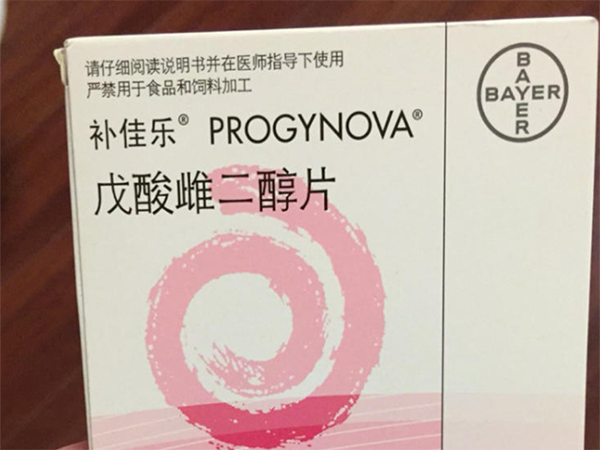 请仔细阅读说明书并在医师指导下使用
严禁用于食品和饲料加工
补佳乐® PROGYNOVA®
戊酸雌二醇片
BAYER
BAYER